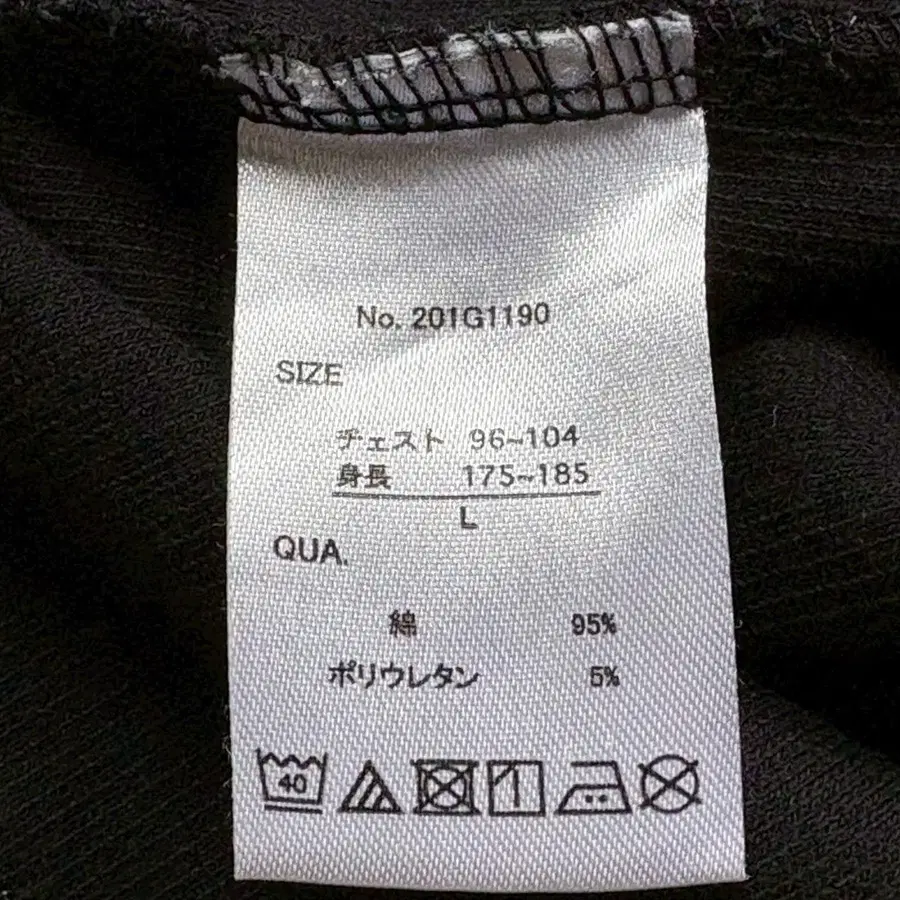 No. 201G1190
SIZE
チェスト 96~104
身長 175~185
L
QUA.
綿 95%
ポリウレタン 5%
40